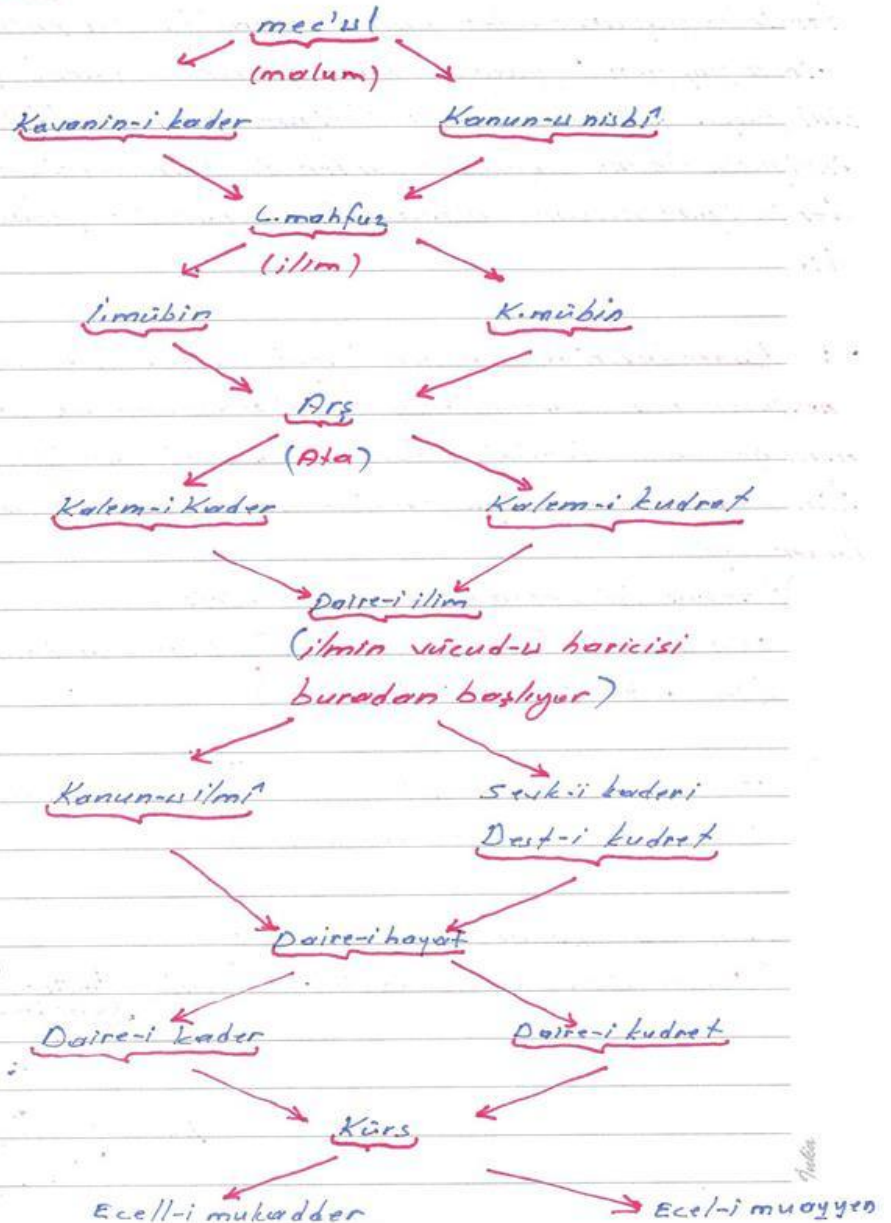 mec'ul
(malum)
Kavanin-i kader Kanun-u nisbî
L.mahfuz
(ilim)
İ.mübin K.mübin
Arş
(Ata)
Kalem-i Kader Kalem-i kudret
Daire-i ilim
(ilmin vücud-u haricisi
buradan başlıyor)
Kanun-u ilmî Sevk-ü kaderi
Dest-i kudret
Daire-i hayat
Daire-i kader Daire-i kudret
Kürs
Ecell-i mukadder Ecel-i muayyen